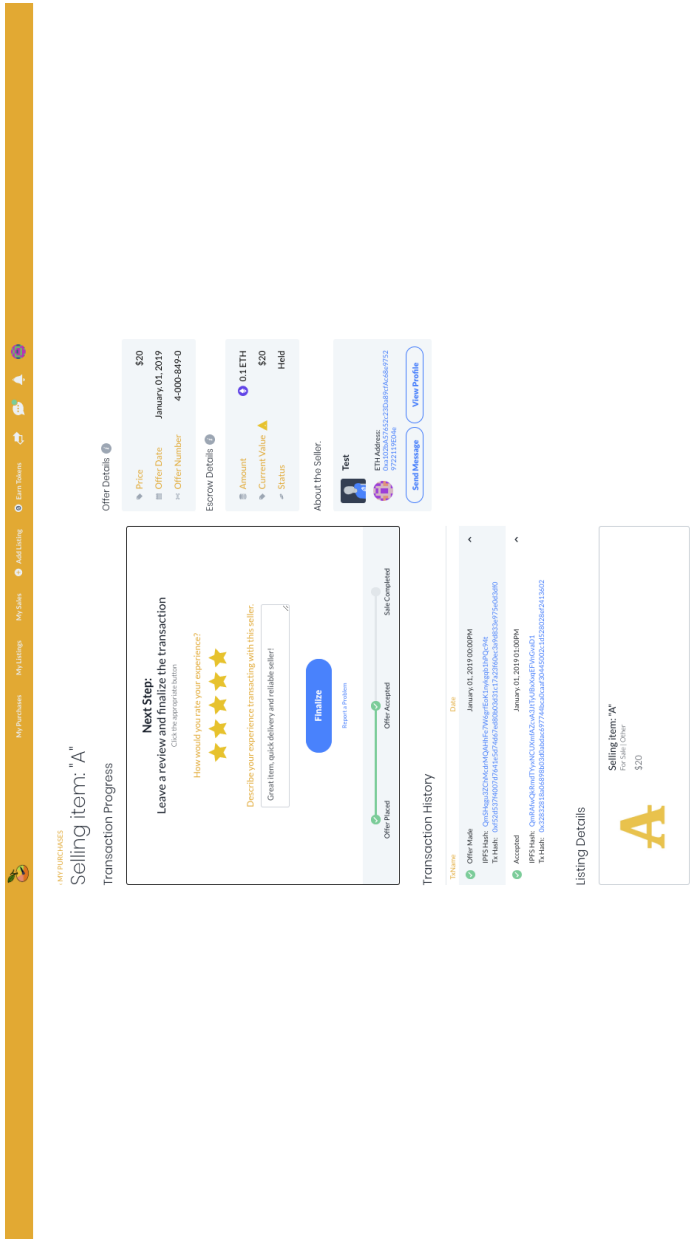 My Purchases
My Listings
My Sales
Add Listing
Earn Tokens
‹ MY PURCHASES
Selling item: "A"
Transaction Progress
Next Step:
Leave a review and finalize the transaction
Click the appropriate button
How would you rate your experience?
Describe your experience transacting with this seller.
Great item, quick delivery and reliable seller!
Finalize
Report a Problem
Offer Placed
Offer Accepted
Sale Completed
Offer Details
Price $20
Offer Date January. 01, 2019
Offer Number 4-000-849-0
Escrow Details
Amount 0.1 ETH
Current Value $20
Status Held
About the Seller.
Test
ETH Address:
Send Message
View Profile
Transaction History
TxName Date
Offer Made January. 01, 2019 00:00PM
IPFS Hash:
Tx Hash:
Accepted January. 01, 2019 01:00PM
IPFS Hash:
Tx Hash:
Listing Details
A
Selling item: "A"
For Sale | Other
$20